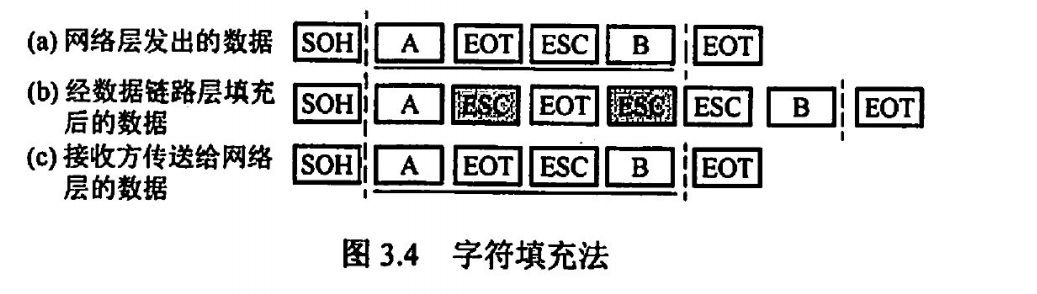 (a) 网络层发出的数据 SOH A EOT ESC B EOT
(b) 经数据链路层填充
后的数据 SOH A ESC EOT ESC ESC B EOT
(c) 接收方传送给网络
层的数据 SOH A EOT ESC B EOT
图 3.4 字符填充法